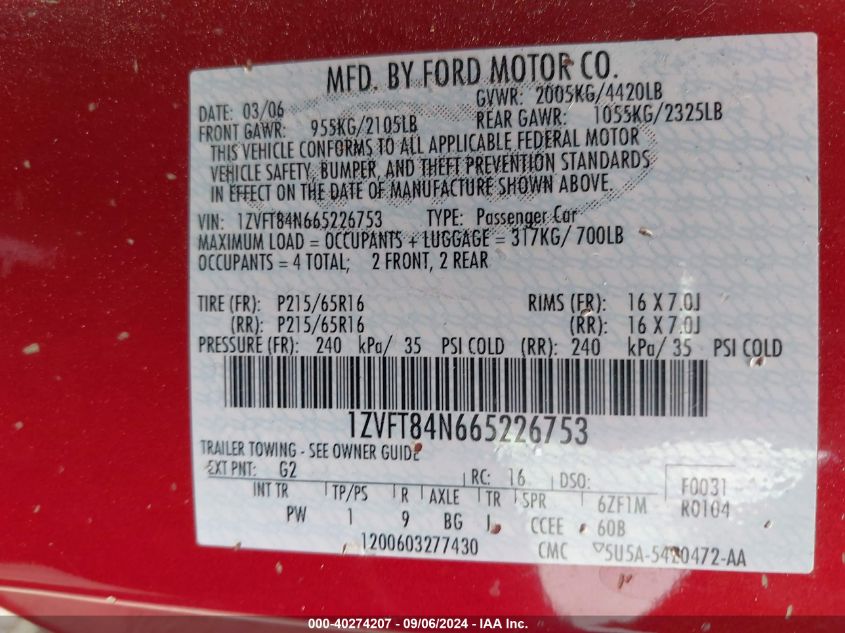 MFD. BY FORD MOTOR CO.
DATE: 03/06 GVWR: 2005KG/4420LB
FRONT GAWR: 955KG/2105LB REAR GAWR: 1055KG/2325LB
THIS VEHICLE CONFORMS TO ALL APPLICABLE FEDERAL MOTOR
VEHICLE SAFETY, BUMPER, AND THEFT PREVENTION STANDARDS
IN EFFECT ON THE DATE OF MANUFACTURE SHOWN ABOVE.
VIN: 1ZVFT84N665226753 TYPE: Passenger Car
MAXIMUM LOAD = OCCUPANTS + LUGGAGE = 317KG/ 700LB
OCCUPANTS = 4 TOTAL; 2 FRONT, 2 REAR
TIRE (FR): P215/65R16 RIMS (FR): 16 X 7.0J
(RR): P215/65R16 (RR): 16 X 7.0J
PRESSURE (FR): 240 kPa/ 35 PSI COLD (RR): 240 kPa/ 35 PSI COLD
1ZVFT84N665226753
TRAILER TOWING - SEE OWNER GUIDE
EXT PNT: G2 RC: 16 DSO: F0031
INT TR TP/PS R AXLE TR SPR 6ZF1M R0104
PW 1 9 BG CCEE 60B
1200603277430 CMC 5U5A-5420472-AA
000-40274207 - 09/06/2024 - IAA Inc.